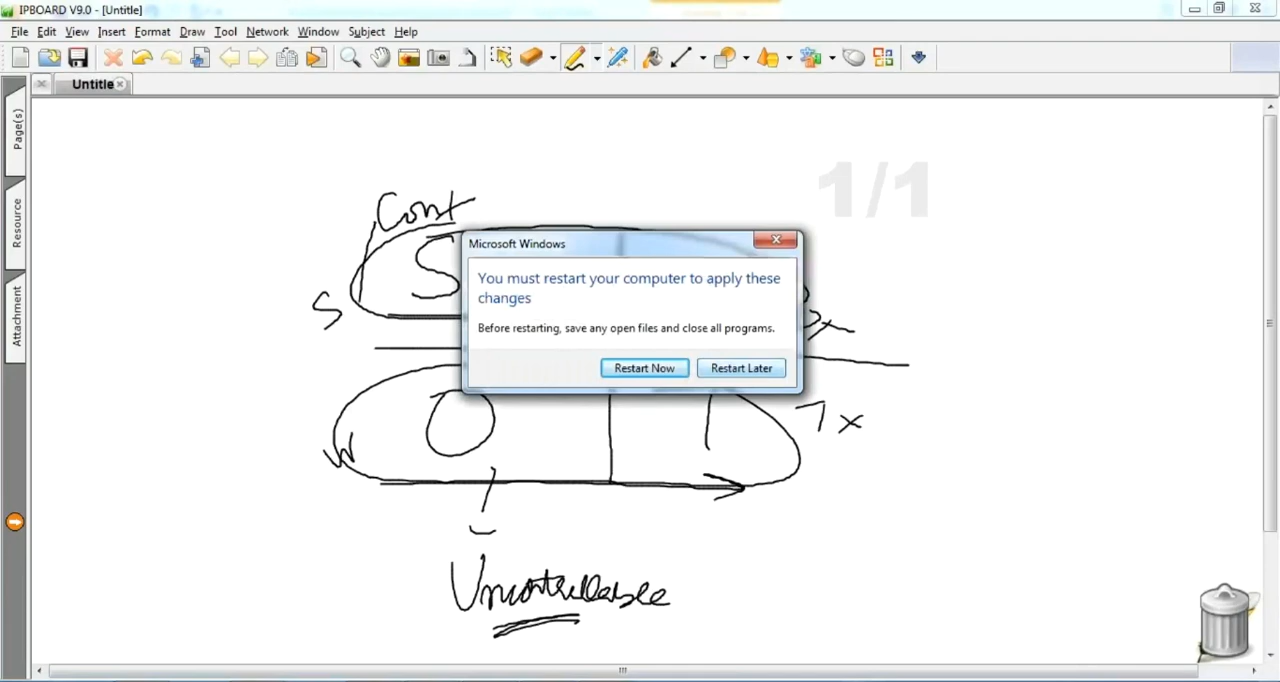 IPBOARD V9.0 - [Untitle]
File Edit View Insert Format Draw Tool Network Window Subject Help
Untitle
Page(s)
Resource
Attachment
1/1
Cont
S
S
You must restart your computer to apply these
changes
Microsoft Windows
Before restarting, save any open files and close all programs.
Restart Now Restart Later
W O T 7x
Uncontrollable